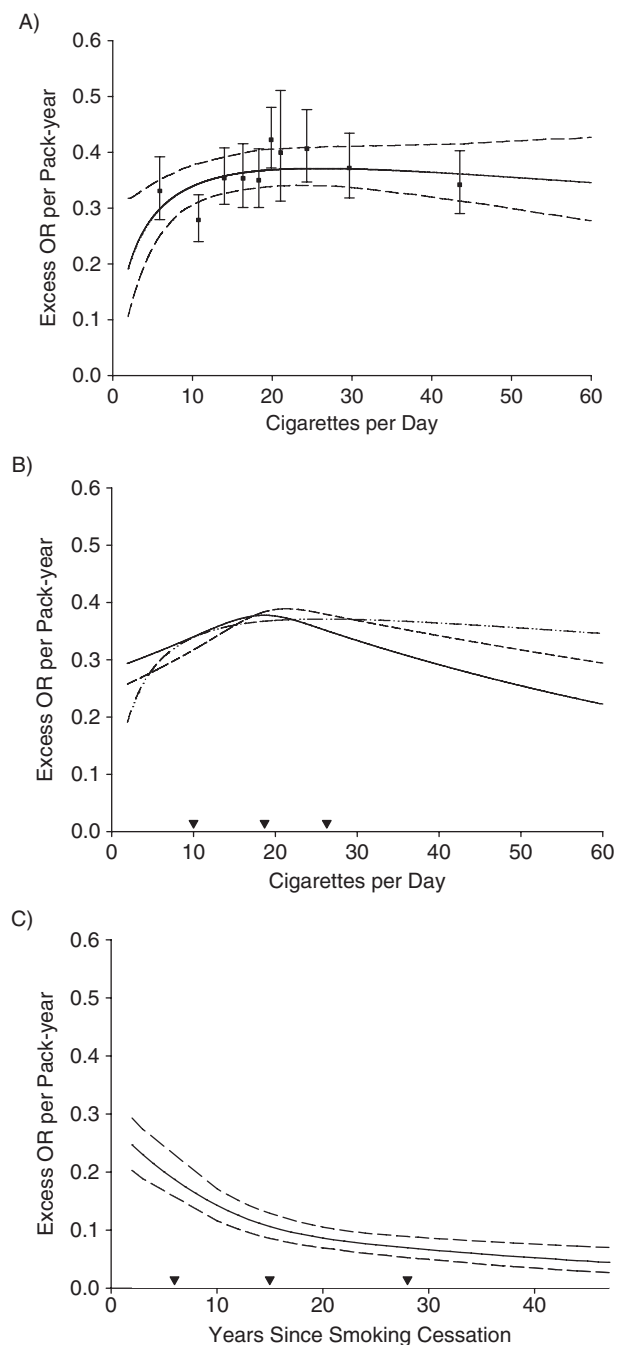 A)
0.6
0.5
0.4
0.3
0.2
0.1
0.0
Excess OR per Pack-year
0 10 20 30 40 50 60
Cigarettes per Day
B)
0.6
0.5
0.4
0.3
0.2
0.1
0.0
Excess OR per Pack-year
0 10 20 30 40 50 60
Cigarettes per Day
C)
0.6
0.5
0.4
0.3
0.2
0.1
0.0
Excess OR per Pack-year
0 10 20 30 40
Years Since Smoking Cessation